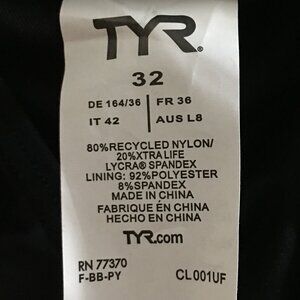 TYR®
32
DE 164/36 | FR 36
IT 42 | AUS L8
80%RECYCLED NYLON/
20%XTRA LIFE
LYCRA® SPANDEX
LINING: 92%POLYESTER
8%SPANDEX
MADE IN CHINA
FABRIQUE ÉN CHINA
HECHO EN CHINA
TYR.com
RN 77370
F-BB-PY CL001UF